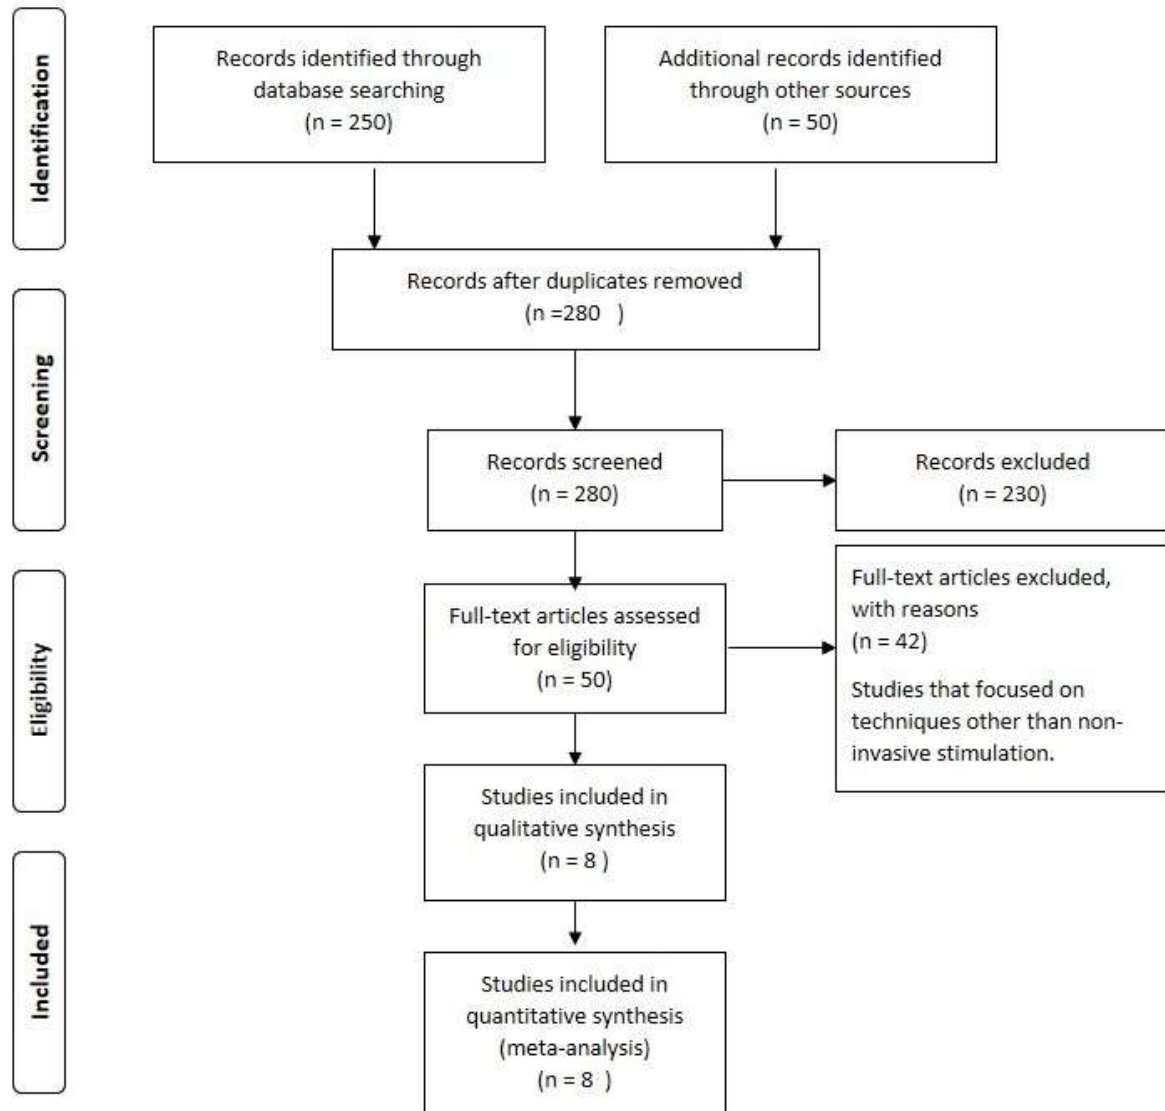 Identification
Records identified through
database searching
(n = 250)
Additional records identified
through other sources
(n = 50)
Records after duplicates removed
(n =280   )
Screening
Records screened
(n = 280)
Records excluded
(n = 230)
Eligibility
Full-text articles assessed
for eligibility
(n = 50)
Full-text articles excluded,
with reasons
(n = 42)
Studies that focused on
techniques other than non-
invasive stimulation.
Studies included in
qualitative synthesis
(n = 8 )
Included
Studies included in
quantitative synthesis
(meta-analysis)
(n = 8  )